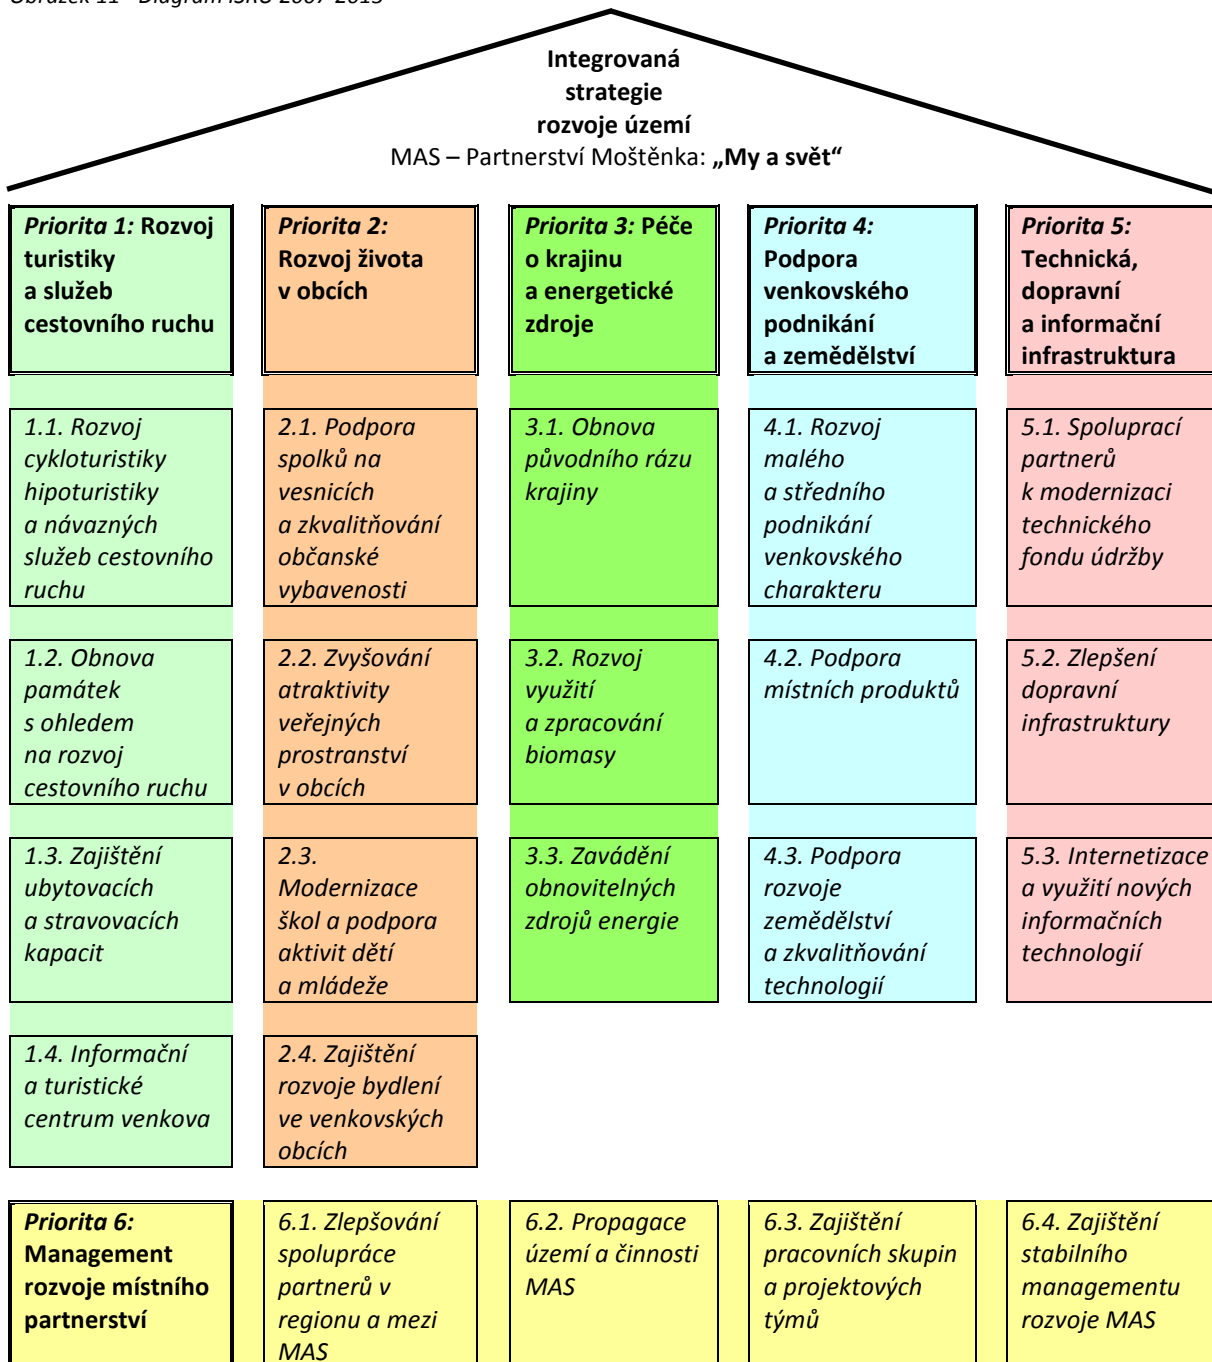 Obrázek 11 - Diagram ISRÚ 2007-2013
Integrovaná
strategie
rozvoje území
MAS – Partnerství Moštěnka: „My a svět“
Priorita 1: Rozvoj
turistiky
a služeb
cestovního ruchu
Priorita 2:
Rozvoj života
v obcích
Priorita 3: Péče
o krajinu
a energetické
zdroje
Priorita 4:
Podpora
venkovského
podnikání
a zemědělství
Priorita 5:
Technická,
dopravní
a informační
infrastruktura
1.1. Rozvoj
cykloturistiky
hipoturistiky
a návazných
služeb cestovního
ruchu
2.1. Podpora
spolků na
vesnicích
a zkvalitňování
občanské
vybavenosti
3.1. Obnova
původního rázu
krajiny
4.1. Rozvoj
malého
a středního
podnikání
venkovského
charakteru
5.1. Spoluprací
partnerů
k modernizaci
technického
fondu údržby
1.2. Obnova
památek
s ohledem
na rozvoj
cestovního ruchu
2.2. Zvyšování
atraktivity
veřejných
prostranství
v obcích
3.2. Rozvoj
využití
a zpracování
biomasy
4.2. Podpora
místních produktů
5.2. Zlepšení
dopravní
infrastruktury
1.3. Zajištění
ubytovacích
a stravovacích
kapacit
2.3.
Modernizace
škol a podpora
aktivit dětí
a mládeže
3.3. Zavádění
obnovitelných
zdrojů energie
4.3. Podpora
rozvoje
zemědělství
a zkvalitňování
technologií
5.3. Internetizace
a využití nových
informačních
technologií
1.4. Informační
a turistické
centrum venkova
2.4. Zajištění
rozvoje bydlení
ve venkovských
obcích
Priorita 6:
Management
rozvoje místního
partnerství
6.1. Zlepšování
spolupráce
partnerů v
regionu a mezi
MAS
6.2. Propagace
území a činnosti
MAS
6.3. Zajištění
pracovních skupin
a projektových
týmů
6.4. Zajištění
stabilního
managementu
rozvoje MAS